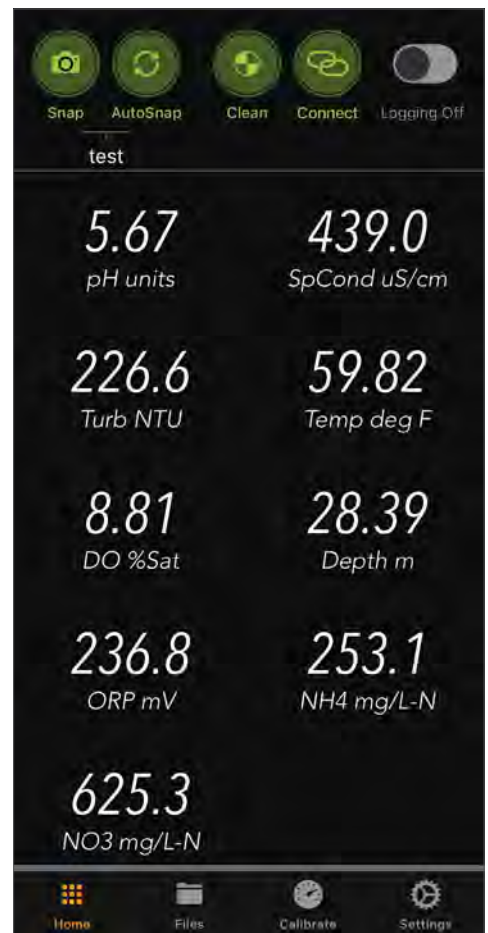 Snap AutoSnap Clean Connect Logging Off
test
5.67 439.0
pH units SpCond uS/cm
226.6 59.82
Turb NTU Temp deg F
8.81 28.39
DO %Sat Depth m
236.8 253.1
ORP mV NH4 mg/L-N
625.3
NO3 mg/L-N
Home Files Calibrate Settings